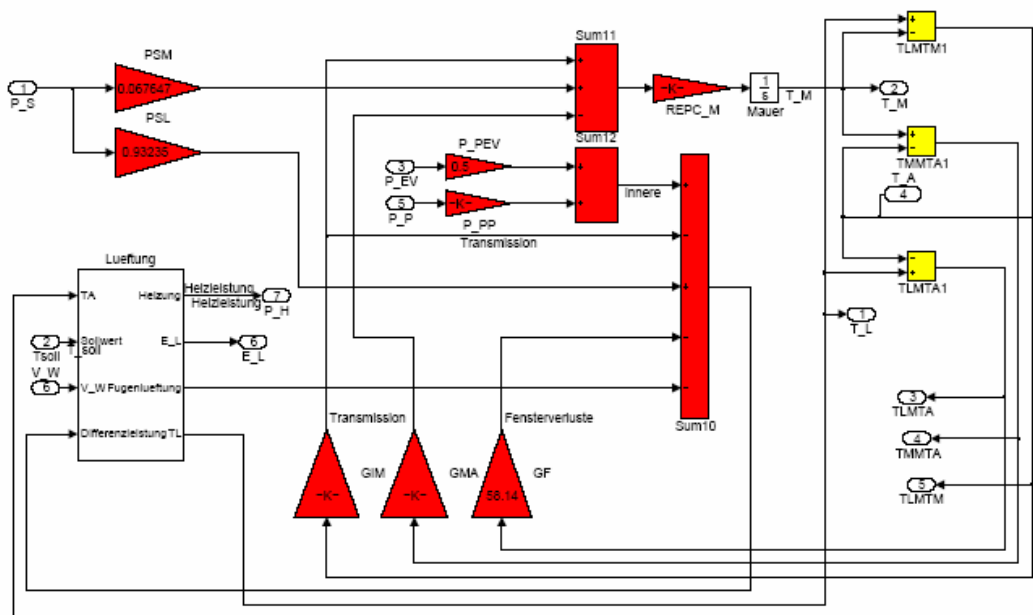 Sum11
PSM
+
TLMTM1
1
P_S
0.067647
+
+
-
-K-
REPC_M
1
s
Mauer
T_M
2
T_M
PSL
0.93235
Sum12
P_PEV
3
P_EV
0.5
+
+
Innere
5
P_P
-K-
P_PP
Transmission
TMMTA1
T_A
4
TLMTA1
Lueftung
TA
Heizung
Heizleistung
Heizleistung
7
P_H
2
Tsoll
Sollwert
T_soll
E_L
6
E_L
V_W
6
V_W
Fugenlueftung
Differenzleistung
TL
1
T_L
+
-
+
-
-
Sum10
Transmission
Fensterverluste
-K-
GIM
-K-
GMA
58.14
GF
3
TLMTA
4
TMMTA
5
TLMTM